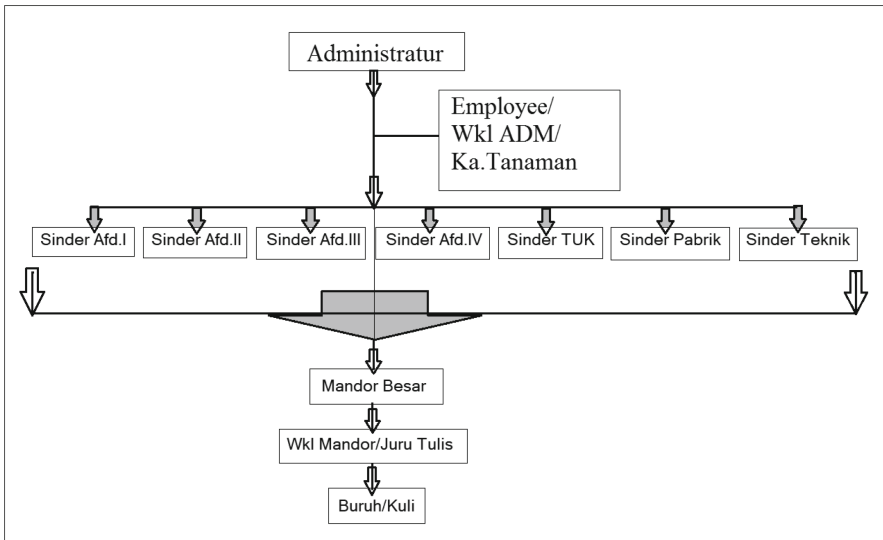 Administratur
Employee/
Wkl ADM/
Ka.Tanaman
Sinder Afd.I
Sinder Afd.II
Sinder Afd.III
Sinder Afd.IV
Sinder TUK
Sinder Pabrik
Sinder Teknik
Mandor Besar
Wkl Mandor/Juru Tulis
Buruh/Kuli